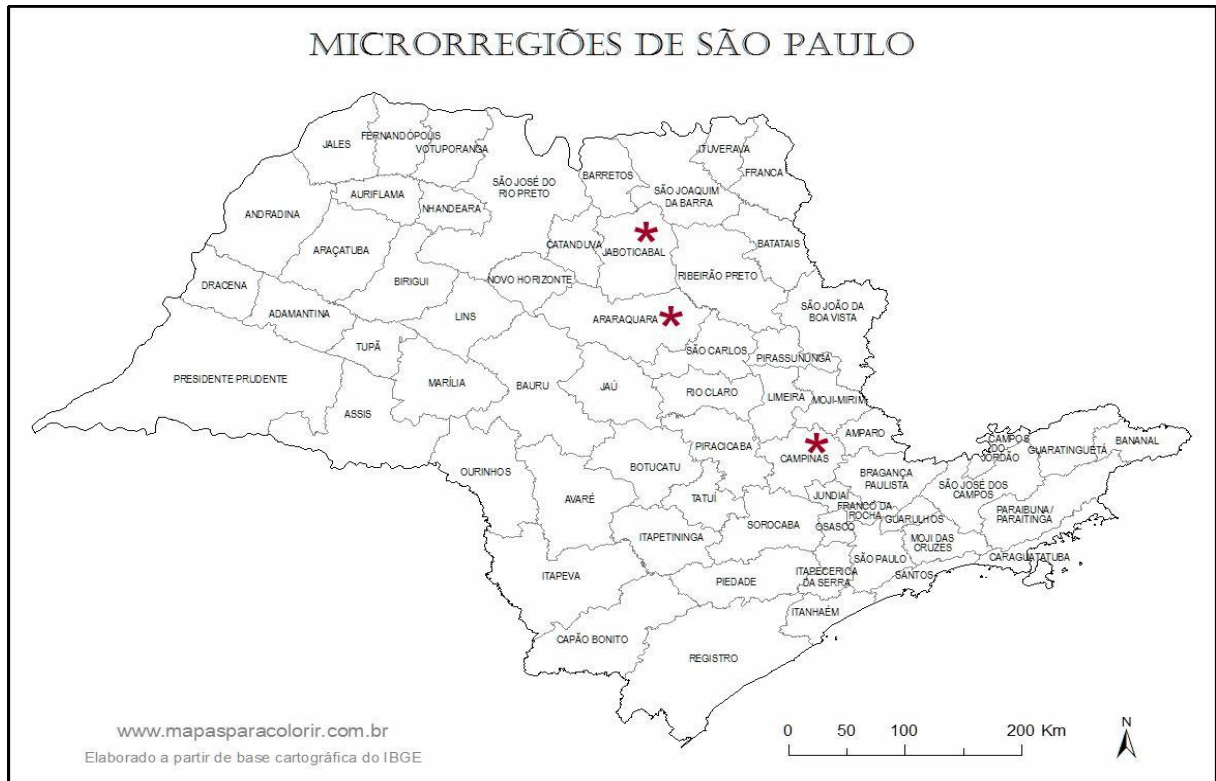 MICRORREGIÕES DE SÃO PAULO
JALES
FERNANDÓPOLIS
VOTUPORANGA
ITUVERAVA
FRANCA
BARRETOS
SÃO JOSÉ DO
RIO PRETO
SÃO JOAQUIM
DA BARRA
AURIFLAMA
NHANDEARA
ANDRADINA
CATANDUVA
*
JABOTICABAL
BATATAIS
ARAÇATUBA
RIBEIRÃO PRETO
DRACENA
BIRIGUI
NOVO HORIZONTE
ADAMANTINA
LINS
ARARAQUARA
*
SÃO JOÃO DA
BOA VISTA
TUPÃ
SÃO CARLOS
PIRASSUNUNGA
PRESIDENTE PRUDENTE
MARÍLIA
BAURU
JAÚ
RIO CLARO
LIMEIRA
MOJI-MIRIM
ASSIS
PIRACICABA
*
CAMPINAS
AMPARO
CAMPOS
DO
JORDÃO
GUARATINGUETÁ
BANANAL
OURINHOS
BOTUCATU
BRAGANÇA
PAULISTA
AVARÉ
TATUÍ
JUNDIAÍ
SÃO JOSÉ DOS
CAMPOS
FRANCO DA
ROCHA
PARAIBUNA/
PARAITINGA
SOROCABA
OSASCO
GUARULHOS
ITAPETININGA
MOJI DAS
CRUZES
SÃO PAULO
CARAGUATATUBA
ITAPEVA
PIEDADE
ITAPECERICA
DA SERRA
SANTOS
ITANHAÉM
CAPÃO BONITO
REGISTRO
www.mapasparacolorir.com.br
Elaborado a partir de base cartográfica do IBGE
0 50 100 200 Km
N